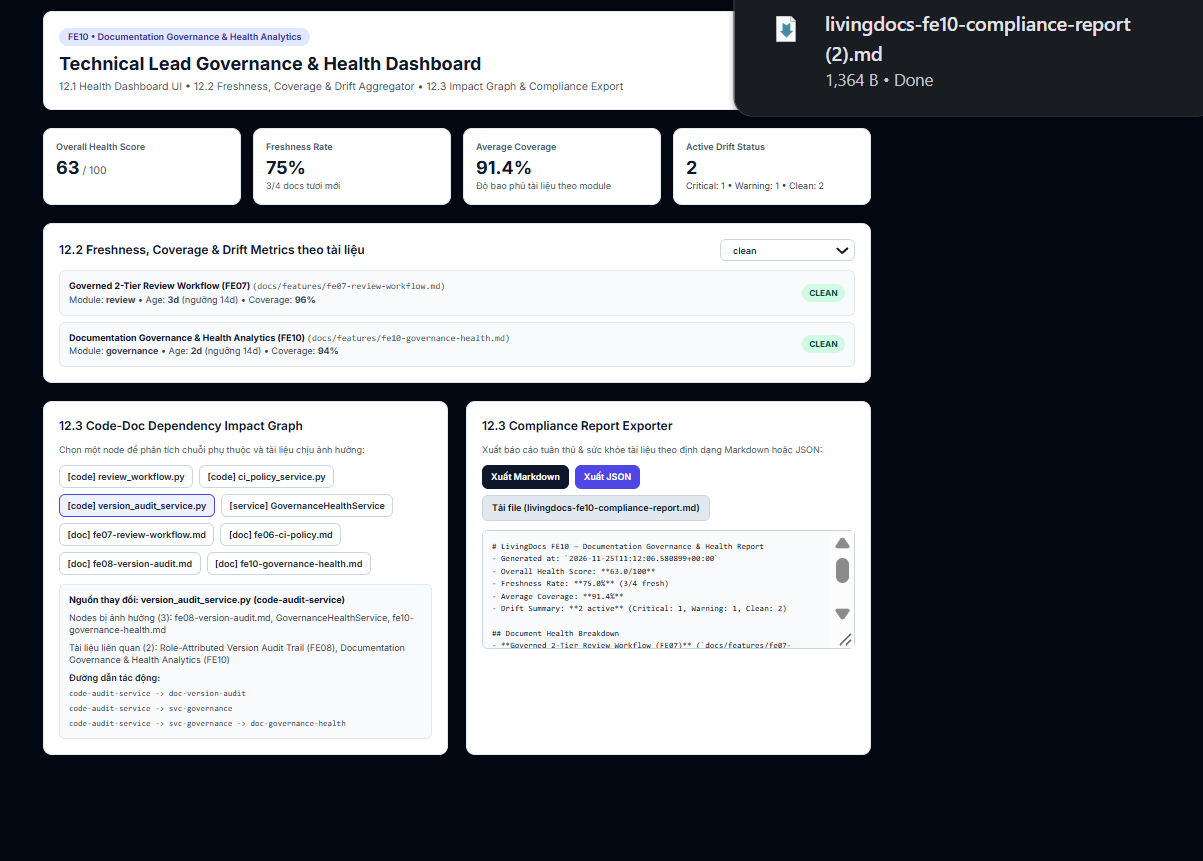 livingdocs-fe10-compliance-report
(2).md
1,364 B • Done
FE10 • Documentation Governance & Health Analytics
Technical Lead Governance & Health Dashboard
12.1 Health Dashboard UI • 12.2 Freshness, Coverage & Drift Aggregator • 12.3 Impact Graph & Compliance Export
Overall Health Score
63 / 100
Freshness Rate
75%
3/4 docs tươi mới
Average Coverage
91.4%
Độ bao phủ tài liệu theo module
Active Drift Status
2
Critical: 1 • Warning: 1 • Clean: 2
12.2 Freshness, Coverage & Drift Metrics theo tài liệu
clean
Governed 2-Tier Review Workflow (FE07) (docs/features/fe07-review-workflow.md)
Module: review • Age: 3d (ngưỡng 14d) • Coverage: 96%
CLEAN
Documentation Governance & Health Analytics (FE10) (docs/features/fe10-governance-health.md)
Module: governance • Age: 2d (ngưỡng 14d) • Coverage: 94%
CLEAN
12.3 Code-Doc Dependency Impact Graph
Chọn một node để phân tích chuỗi phụ thuộc và tài liệu chịu ảnh hưởng:
[code] review_workflow.py
[code] ci_policy_service.py
[code] version_audit_service.py
[service] GovernanceHealthService
[doc] fe07-review-workflow.md
[doc] fe06-ci-policy.md
[doc] fe08-version-audit.md
[doc] fe10-governance-health.md
Nguồn thay đổi: version_audit_service.py (code-audit-service)
Nodes bị ảnh hưởng (3): fe08-version-audit.md, GovernanceHealthService, fe10-
governance-health.md
Tài liệu liên quan (2): Role-Attributed Version Audit Trail (FE08), Documentation
Governance & Health Analytics (FE10)
Đường dẫn tác động:
code-audit-service -> doc-version-audit
code-audit-service -> svc-governance
code-audit-service -> svc-governance -> doc-governance-health
12.3 Compliance Report Exporter
Xuất báo cáo tuân thủ & sức khỏe tài liệu theo định dạng Markdown hoặc JSON:
Xuất Markdown
Xuất JSON
Tải file (livingdocs-fe10-compliance-report.md)
# LivingDocs FE10 — Documentation Governance & Health Report
- Generated at: `2026-11-25T11:12:06.580899+00:00`
- Overall Health Score: **63.0/100**
- Freshness Rate: **75.0%** (3/4 fresh)
- Average Coverage: **91.4%**
- Drift Summary: **2 active** (Critical: 1, Warning: 1, Clean: 2)
## Document Health Breakdown
- **Governed 2-Tier Review Workflow (FE07)** (`docs/features/fe07-